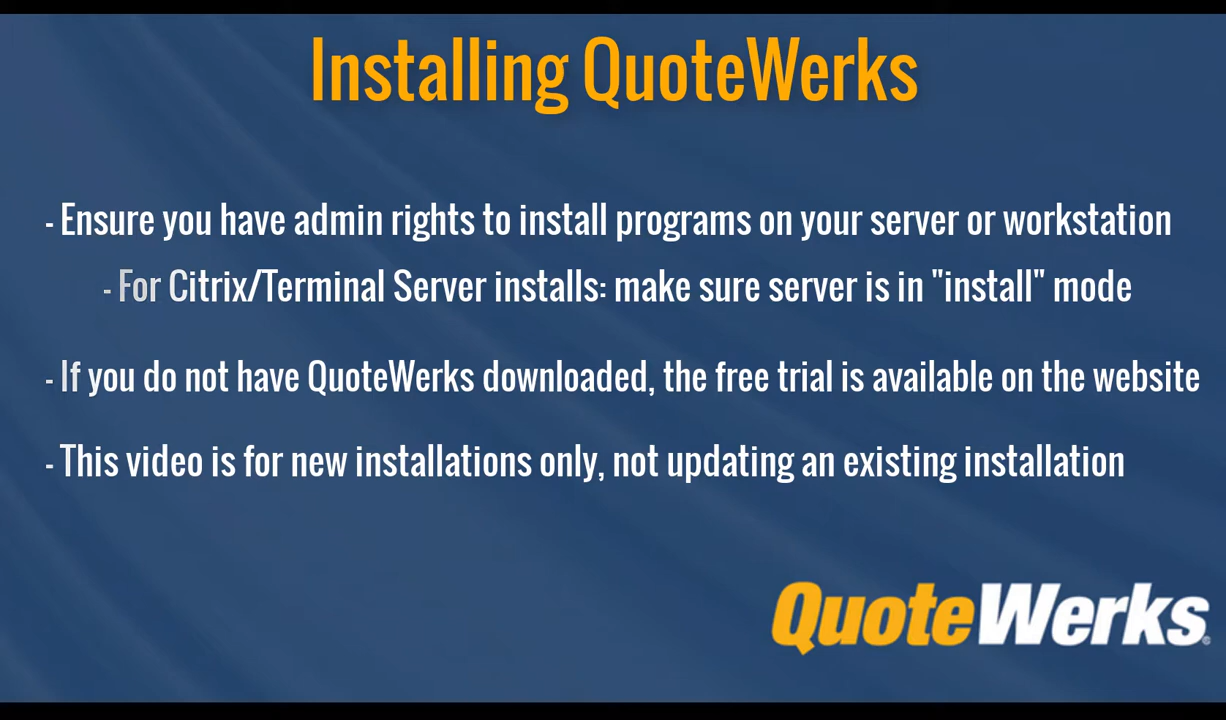 Installing QuoteWerks
- Ensure you have admin rights to install programs on your server or workstation
- For Citrix/Terminal Server installs: make sure server is in "install" mode
- If you do not have QuoteWerks downloaded, the free trial is available on the website
- This video is for new installations only, not updating an existing installation
QuoteWerks